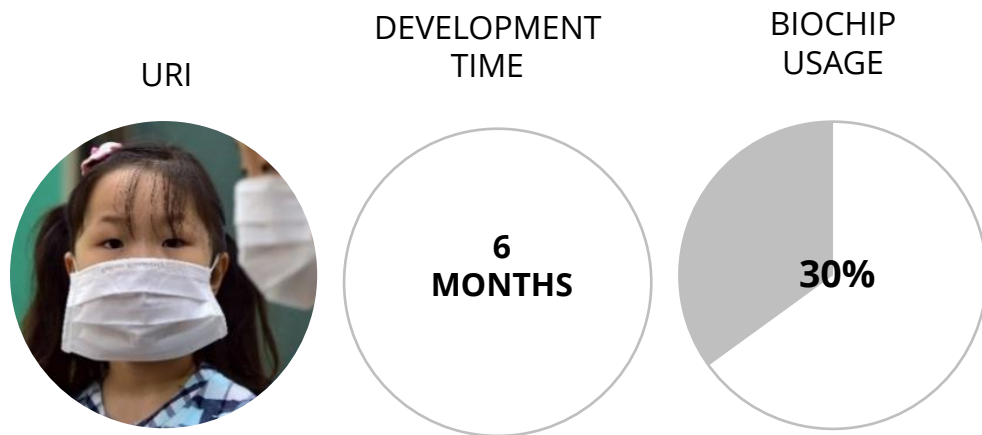 URI
DEVELOPMENT
TIME
6
MONTHS
BIOCHIP
USAGE
30%